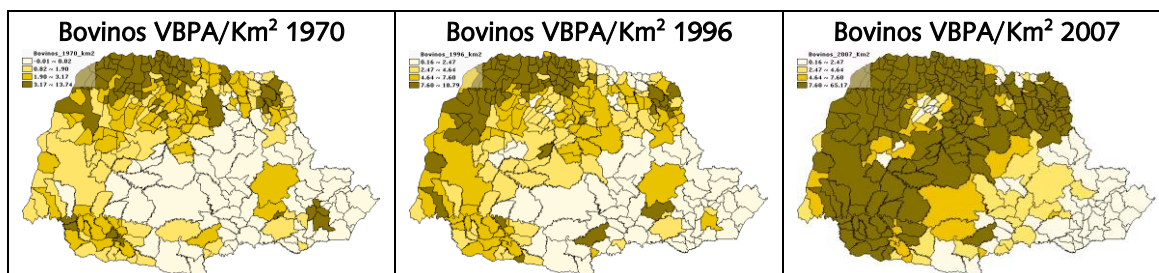 Bovinos VBPA/Km² 1970
Bovinos_1970_km2
-0.01 ~ 0.82
0.82 ~ 1.90
1.90 ~ 3.17
3.17 ~ 13.74
Bovinos VBPA/Km² 1996
Bovinos_1996_km2
0.16 ~ 2.47
2.47 ~ 4.64
4.64 ~ 7.60
7.60 ~ 18.79
Bovinos VBPA/Km² 2007
Bovinos_2007_Km2
0.16 ~ 2.47
2.47 ~ 4.64
4.64 ~ 7.60
7.60 ~ 65.17